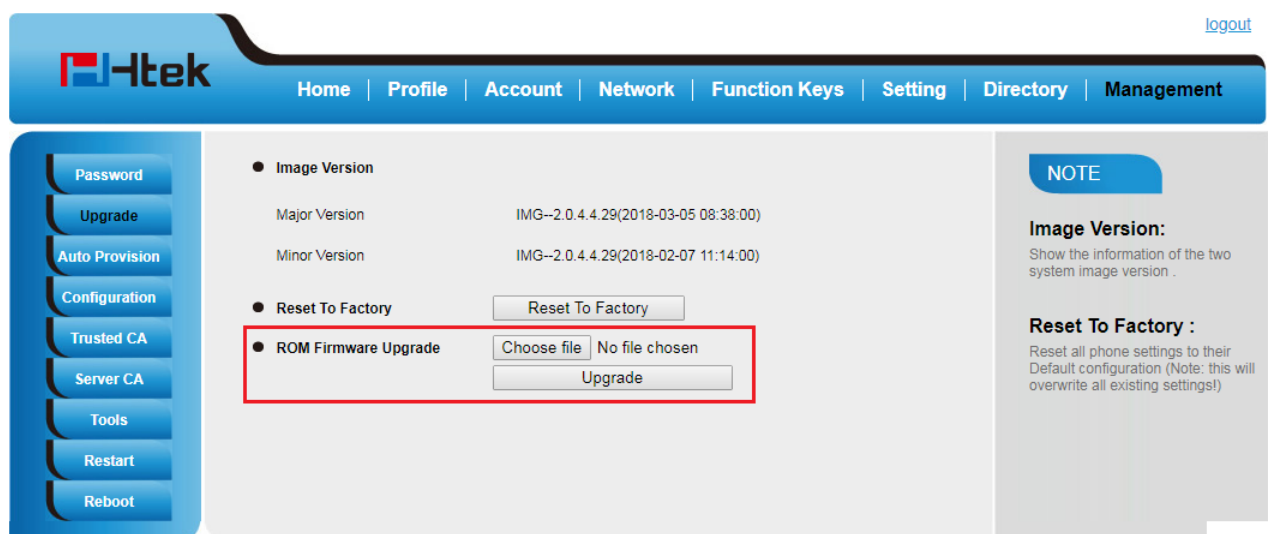 logout
Htek
Home | Profile | Account | Network | Function Keys | Setting | Directory | Management
Password
Upgrade
Auto Provision
Configuration
Trusted CA
Server CA
Tools
Restart
Reboot
Image Version
Major Version IMG--2.0.4.4.29(2018-03-05 08:38:00)
Minor Version IMG--2.0.4.4.29(2018-02-07 11:14:00)
Reset To Factory Reset To Factory
ROM Firmware Upgrade Choose file No file chosen
Upgrade
NOTE
Image Version:
Show the information of the two
system image version .
Reset To Factory :
Reset all phone settings to their
Default configuration (Note: this will
overwrite all existing settings!)